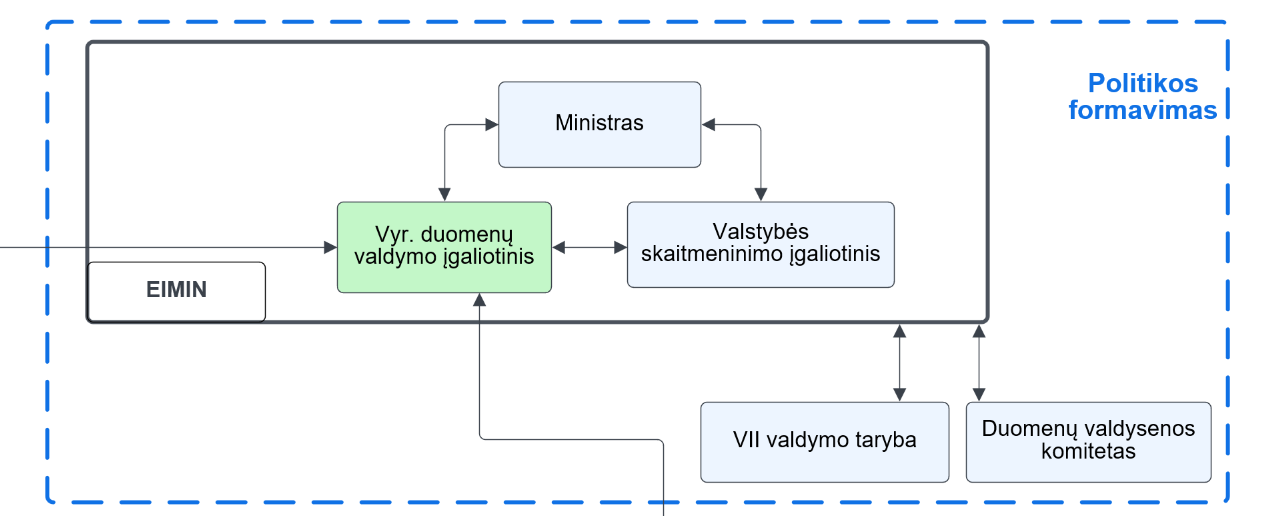 Politikos
formavimas
Ministras
Vyr. duomenų
valdymo įgaliotinis
Valstybės
skaitmeninimo įgaliotinis
EIMIN
VII valdymo taryba
Duomenų valdysenos
komitetas